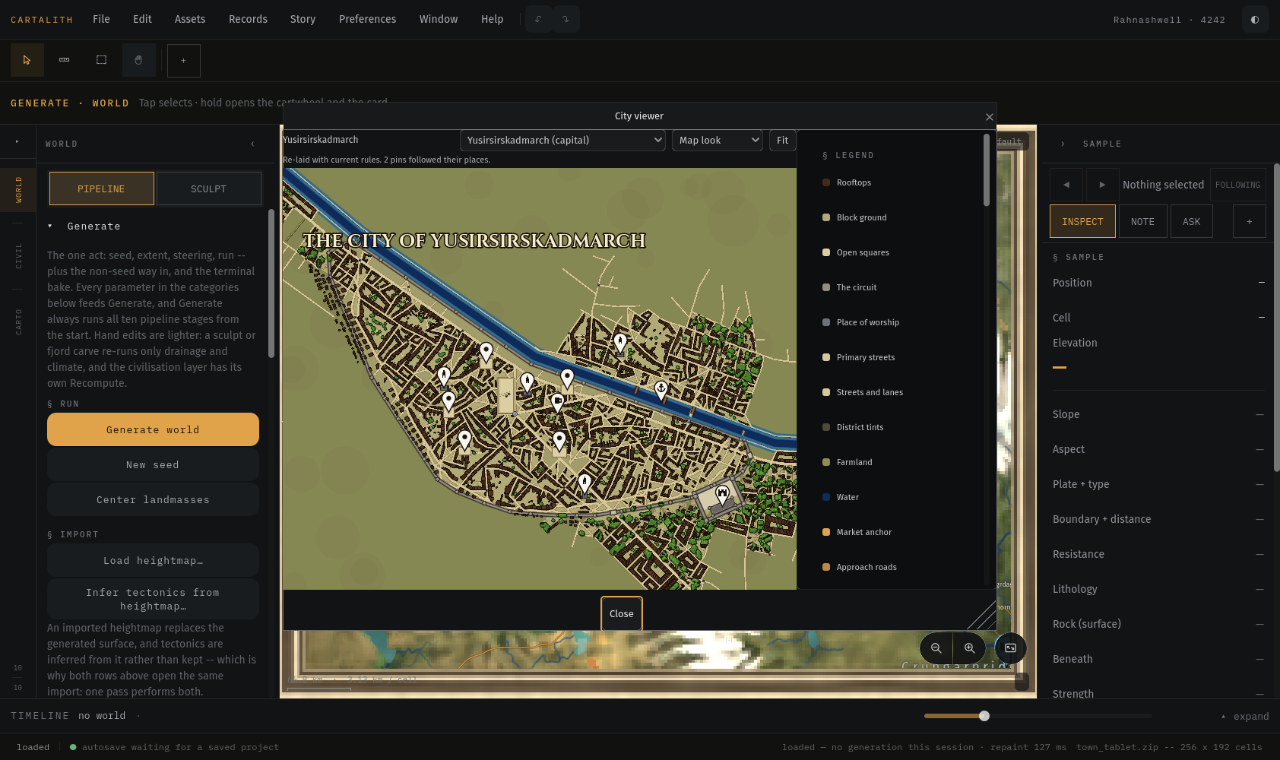 CARTALITH File Edit Assets Records Story Preferences Window Help Rahnashwell · 4242
GENERATE · WORLD Tap selects · hold opens the cartwheel and the card
WORLD
CIVIL
CARTO
10
10
WORLD
PIPELINE SCULPT
Generate
The one act: seed, extent, steering, run --
plus the non-seed way in, and the terminal
bake. Every parameter in the categories
below feeds Generate, and Generate
always runs all ten pipeline stages from
the start. Hand edits are lighter: a sculpt or
fjord carve re-runs only drainage and
climate, and the civilisation layer has its
own Recompute.
§ RUN
Generate world
New seed
Center landmasses
§ IMPORT
Load heightmap…
Infer tectonics from
heightmap…
An imported heightmap replaces the
generated surface, and tectonics are
inferred from it rather than kept -- which is
why both rows above open the same
import: one pass performs both.
City viewer
Yusirsirskadmarch Yusirsirskadmarch (capital) Map look Fit
Re-laid with current rules. 2 pins followed their places.
THE CITY OF YUSIRSIRSKADMARCH
§ LEGEND
Rooftops
Block ground
Open squares
The circuit
Place of worship
Primary streets
Streets and lanes
District tints
Farmland
Water
Market anchor
Approach roads
Close
SAMPLE
Nothing selected FOLLOWING
INSPECT NOTE ASK +
§ SAMPLE
Position —
Cell —
Elevation
Slope —
Aspect —
Plate + type —
Boundary + distance —
Resistance —
Lithology —
Rock (surface) —
Beneath —
Strength —
TIMELINE no world · expand
loaded autosave waiting for a saved project loaded — no generation this session · repaint 127 ms town_tablet.zip -- 256 x 192 cells